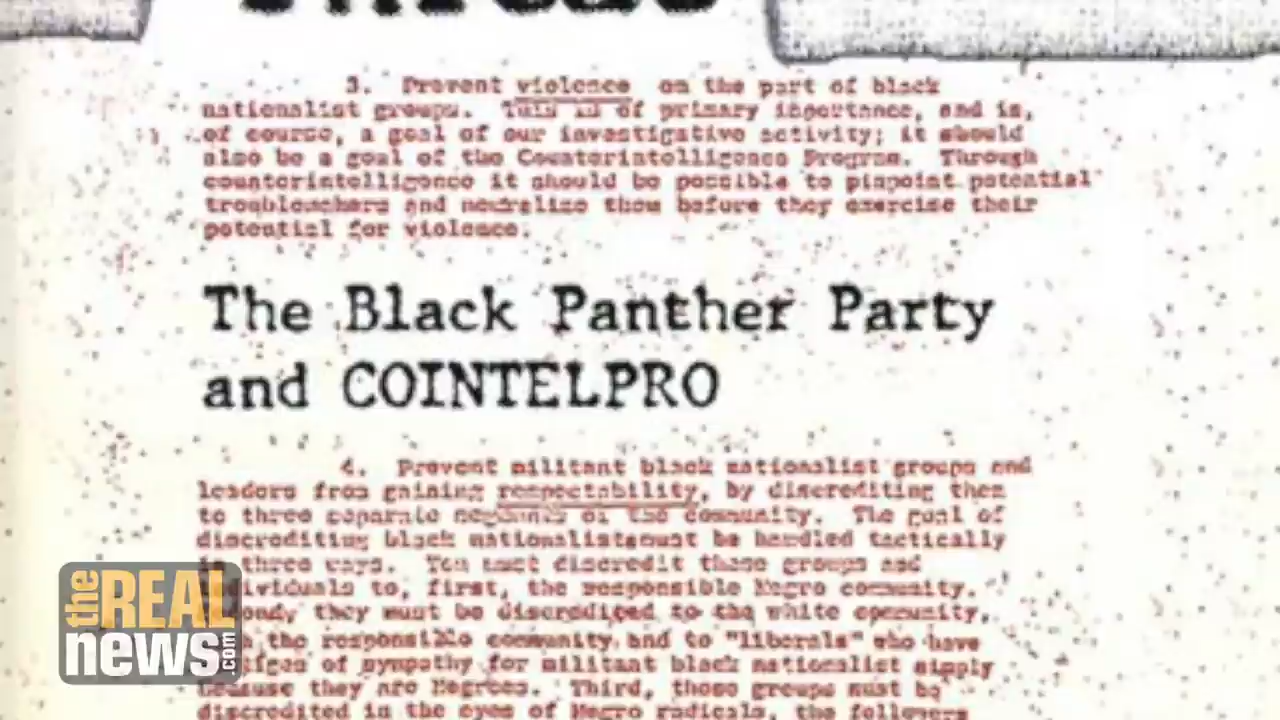 3. Prevent violence on the part of black
nationalist groups. This is of primary importance, and is,
of course, a goal of our investigative activity; it should
also be a goal of the Counterintelligence Program. Through
counterintelligence it should be possible to pinpoint potential
troublemakers and neutralize them before they exercise their
potential for violence.
The Black Panther Party
and COINTELPRO
4. Prevent militant black nationalist groups and
leaders from gaining respectability, by discrediting them
to three separate segments of the community. The goal of
discrediting black nationalists must be handled tactically
three ways. You must discredit these groups and
individuals to, first, the responsible Negro community.
they must be discredited to the white community,
the responsible community and to "liberals" who have
of sympathy for militant black nationalist simply
because they are Negroes. Third, these groups must be
discredited in the eyes of Negro radicals, the followers
the REAL
news.com